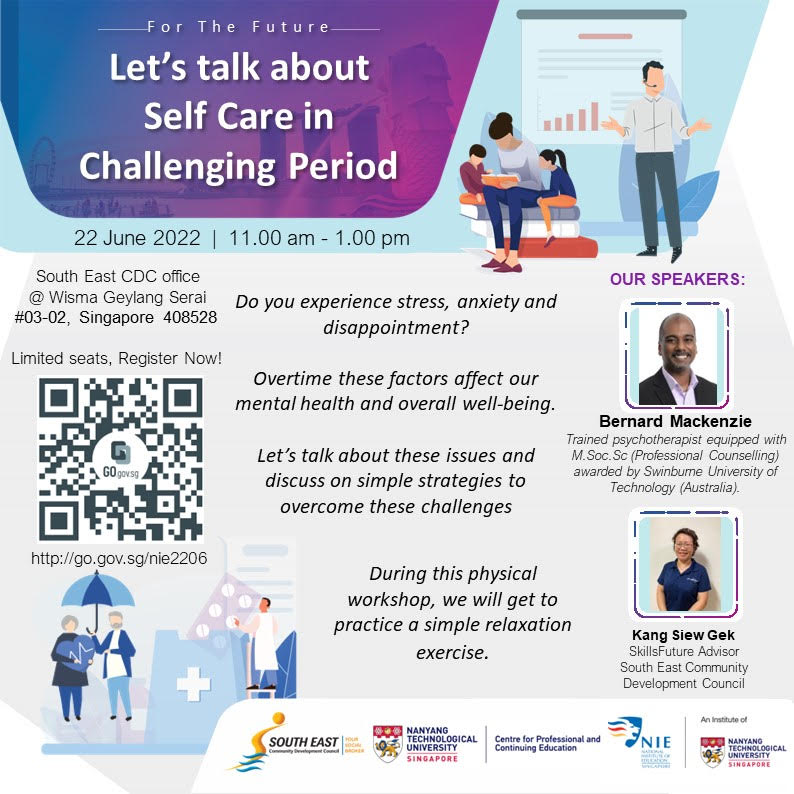 For The Future
Let's talk about
Self Care in
Challenging Period
22 June 2022 | 11.00 am - 1.00 pm
South East CDC office
@ Wisma Geylang Serai
#03-02, Singapore 408528
Limited seats, Register Now!
GO.gov.sg
http://go.gov.sg/nie2206
Do you experience stress, anxiety and
disappointment?
Overtime these factors affect our
mental health and overall well-being.
Let's talk about these issues and
discuss on simple strategies to
overcome these challenges
During this physical
workshop, we will get to
practice a simple relaxation
exercise.
OUR SPEAKERS:
Bernard Mackenzie
Trained psychotherapist equipped with
M.Soc.Sc (Professional Counselling)
awarded by Swinburne University of
Technology (Australia).
Kang Siew Gek
SkillsFuture Advisor
South East Community
Development Council
SOUTH EAST
Community Development Council
YOUR
SOCIAL
BROKER
NANYANG
TECHNOLOGICAL
UNIVERSITY
SINGAPORE
Centre for Professional and
Continuing Education
NIE
NATIONAL
INSTITUTE OF
EDUCATION
SINGAPORE
An Institute of
NANYANG
TECHNOLOGICAL
UNIVERSITY
SINGAPORE